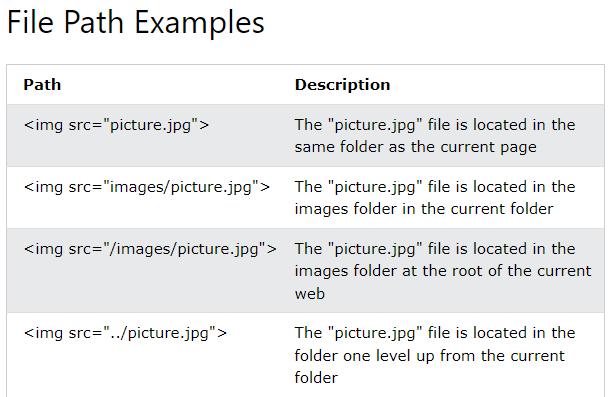 File Path Examples
Path Description
<img src="picture.jpg"> The "picture.jpg" file is located in the
same folder as the current page
<img src="images/picture.jpg"> The "picture.jpg" file is located in the
images folder in the current folder
<img src="/images/picture.jpg"> The "picture.jpg" file is located in the
images folder at the root of the current
web
<img src="../picture.jpg"> The "picture.jpg" file is located in the
folder one level up from the current
folder